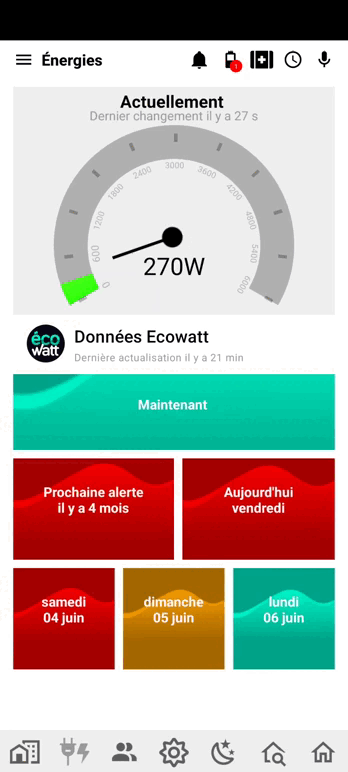 Énergies
1
Actuellement
Dernier changement il y a 27 s
0
600
1200
1800
2400
3000
3600
4200
4800
5400
6000
270W
éco
watt
Données Ecowatt
Dernière actualisation il y a 21 min
Maintenant
Prochaine alerte
il y a 4 mois
Aujourd'hui
vendredi
samedi
04 juin
dimanche
05 juin
lundi
06 juin